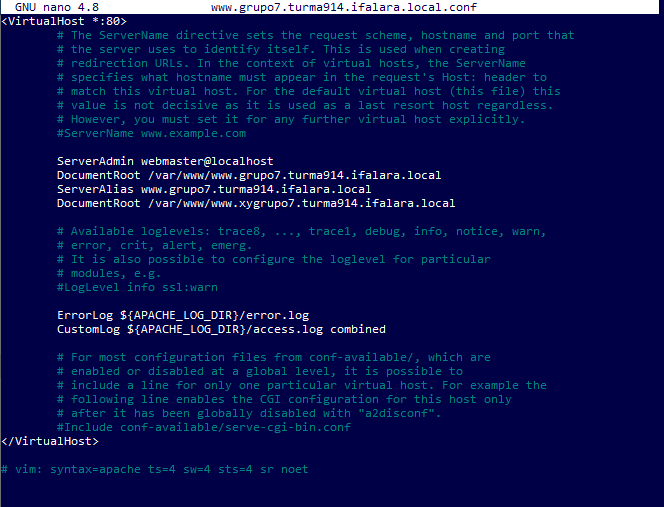 GNU nano 4.8 www.grupo7.turma914.ifalara.local.conf
<VirtualHost *:80>
# The ServerName directive sets the request scheme, hostname and port that
# the server uses to identify itself. This is used when creating
# redirection URLs. In the context of virtual hosts, the ServerName
# specifies what hostname must appear in the request's Host: header to
# match this virtual host. For the default virtual host (this file) this
# value is not decisive as it is used as a last resort host regardless.
# However, you must set it for any further virtual host explicitly.
#ServerName www.example.com
ServerAdmin webmaster@localhost
DocumentRoot /var/www/www.grupo7.turma914.ifalara.local
ServerAlias www.grupo7.turma914.ifalara.local
DocumentRoot /var/www/www.xygrupo7.turma914.ifalara.local
# Available loglevels: trace8, ..., trace1, debug, info, notice, warn,
# error, crit, alert, emerg.
# It is also possible to configure the loglevel for particular
# modules, e.g.
#LogLevel info ssl:warn
ErrorLog ${APACHE_LOG_DIR}/error.log
CustomLog ${APACHE_LOG_DIR}/access.log combined
# For most configuration files from conf-available/, which are
# enabled or disabled at a global level, it is possible to
# include a line for only one particular virtual host. For example the
# following line enables the CGI configuration for this host only
# after it has been globally disabled with "a2disconf".
#Include conf-available/serve-cgi-bin.conf
</VirtualHost>
# vim: syntax=apache ts=4 sw=4 sts=4 sr noet